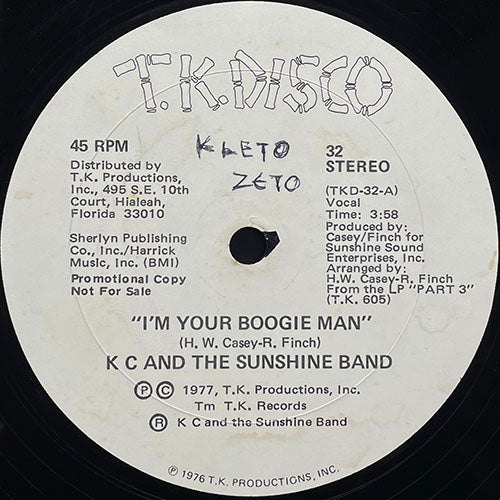 T.K. DISCO
45 RPM
Distributed by
T.K. Productions,
Inc., 495 S.E. 10th
Court, Hialeah,
Florida 33010
Sherlyn Publishing
Co., Inc./Harrick
Music, Inc. (BMI)
Promotional Copy
Not For Sale
KLETO
ZETO
32
STEREO
(TKD-32-A)
Vocal
Time: 3:58
Produced by:
Casey/Finch for
Sunshine Sound
Enterprises, Inc.
Arranged by:
H.W. Casey-R. Finch
From the LP "PART 3"
(T.K. 605)
"I'M YOUR BOOGIE MAN"
(H. W. Casey-R. Finch)
K C AND THE SUNSHINE BAND
Ⓟ Ⓒ 1977, T.K. Productions, Inc.
Tm T.K. Records
Ⓡ K C and the Sunshine Band
Ⓟ 1976 T.K. PRODUCTIONS, INC.